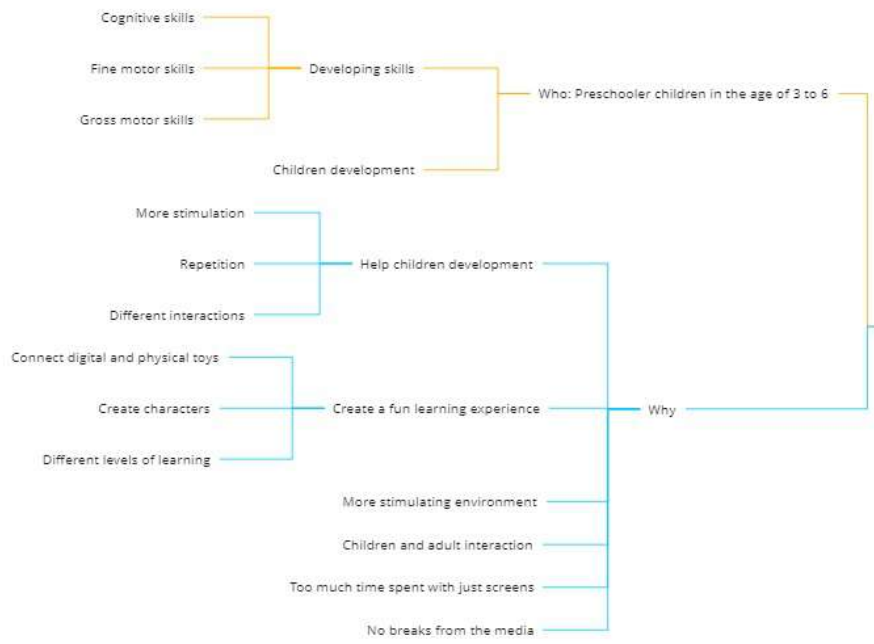 Cognitive skills
Fine motor skills
Developing skills
Who: Preschooler children in the age of 3 to 6
Gross motor skills
Children development
More stimulation
Repetition
Help children development
Different interactions
Connect digital and physical toys
Create characters
Create a fun learning experience
Why
Different levels of learning
More stimulating environment
Children and adult interaction
Too much time spent with just screens
No breaks from the media